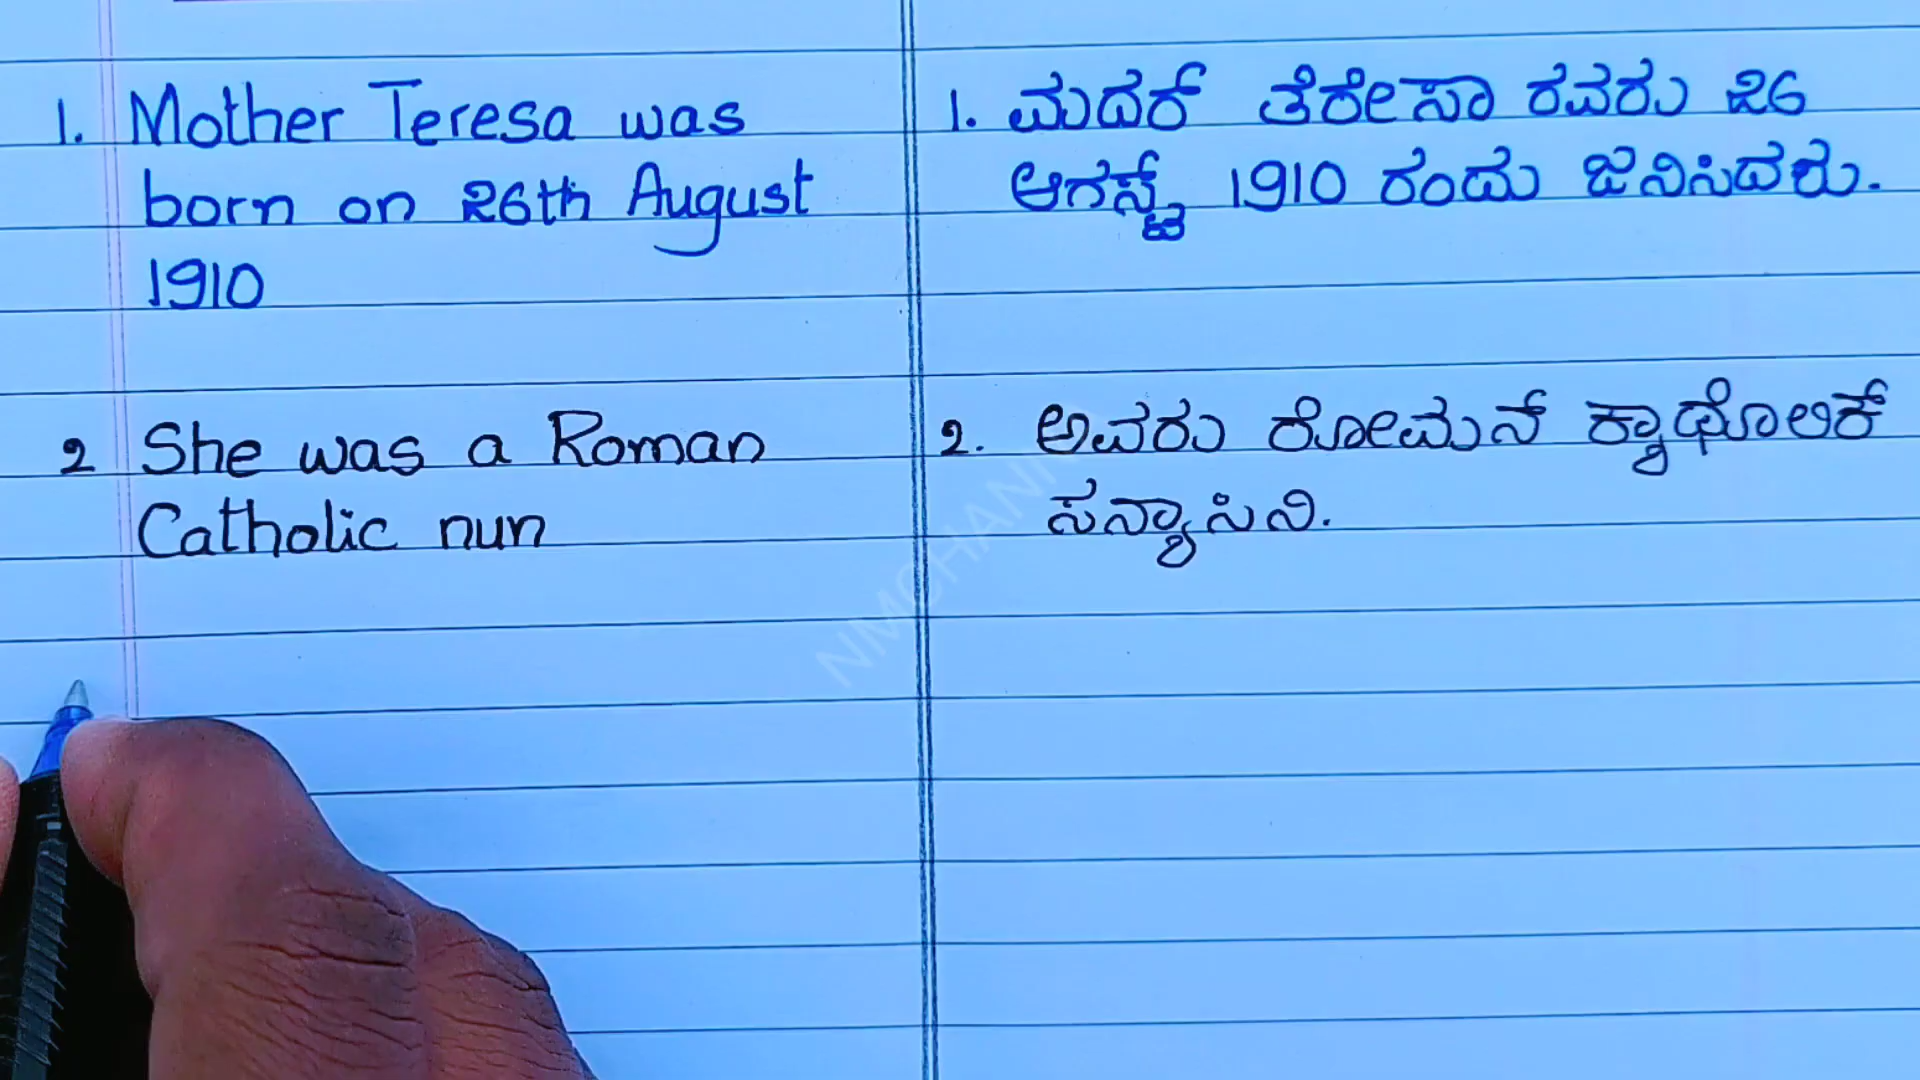 1. Mother Teresa was
born on 26th August
1910
2 She was a Roman
Catholic nun
1. ಮದರ್ ತೆರೇಸಾ ರವರು 26
ಆಗಸ್ಟ್ 1910 ರಂದು ಜನಿಸಿದರು.
2. ಅವರು ರೋಮನ್ ಕ್ಯಾಥೊಲಿಕ್
ಸನ್ಯಾಸಿನಿ.